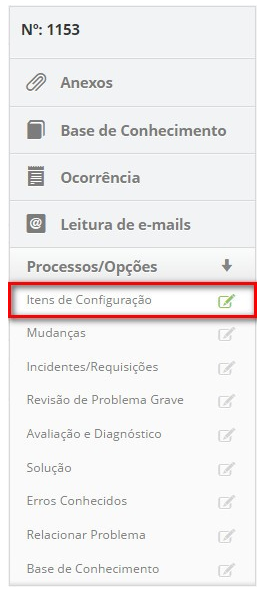 Nº: 1153
Anexos
Base de Conhecimento
Ocorrência
Leitura de e-mails
Processos/Opções
Itens de Configuração
Mudanças
Incidentes/Requisições
Revisão de Problema Grave
Avaliação e Diagnóstico
Solução
Erros Conhecidos
Relacionar Problema
Base de Conhecimento